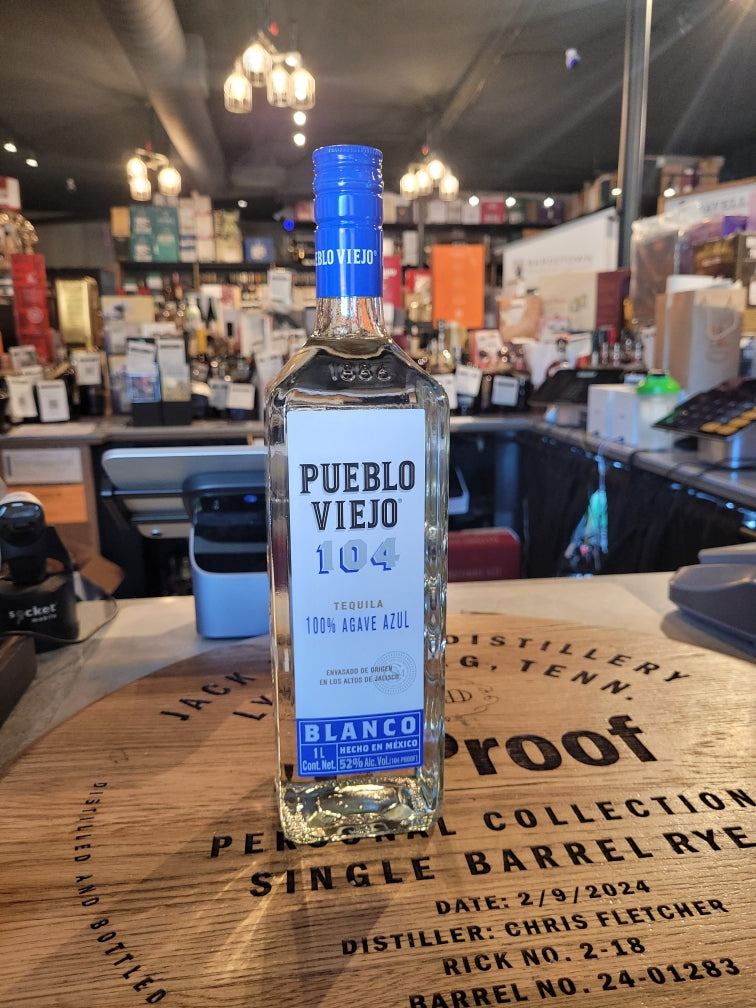 EBLO VIEJO®
PUEBLO
VIEJO®
104
TEQUILA
100% AGAVE AZUL
ENVASADO DE ORIGEN
EN LOS ALTOS DE JALISCO
BLANCO
1L
Cont. Net.
HECHO EN MÉXICO
52% Alc. Vol. (104 PROOF)
socket
mobile
JACK
DISTILLERY
G, TENN.
Proof
PERSONAL COLLECTION
SINGLE BARREL RYE
DATE: 2/9/2024
DISTILLER: CHRIS FLETCHER
RICK NO. 2-18
BARREL NO. 24-01283
DISTILLED AND BOTTLED